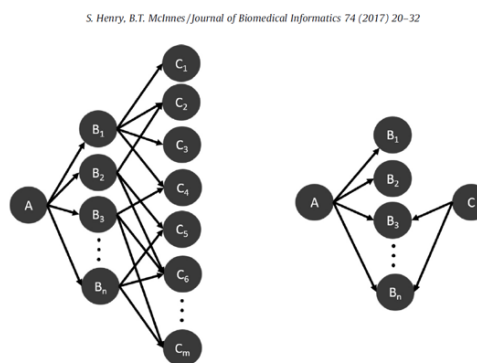 S. Henry, B.T. McInnes / Journal of Biomedical Informatics 74 (2017) 20–32
C₁
C₂
B₁
B₁
C₃
B₂
B₂
C₄
A
A
B₃
B₃
C
C₅
Bₙ
C₆
Bₙ
Cₘ